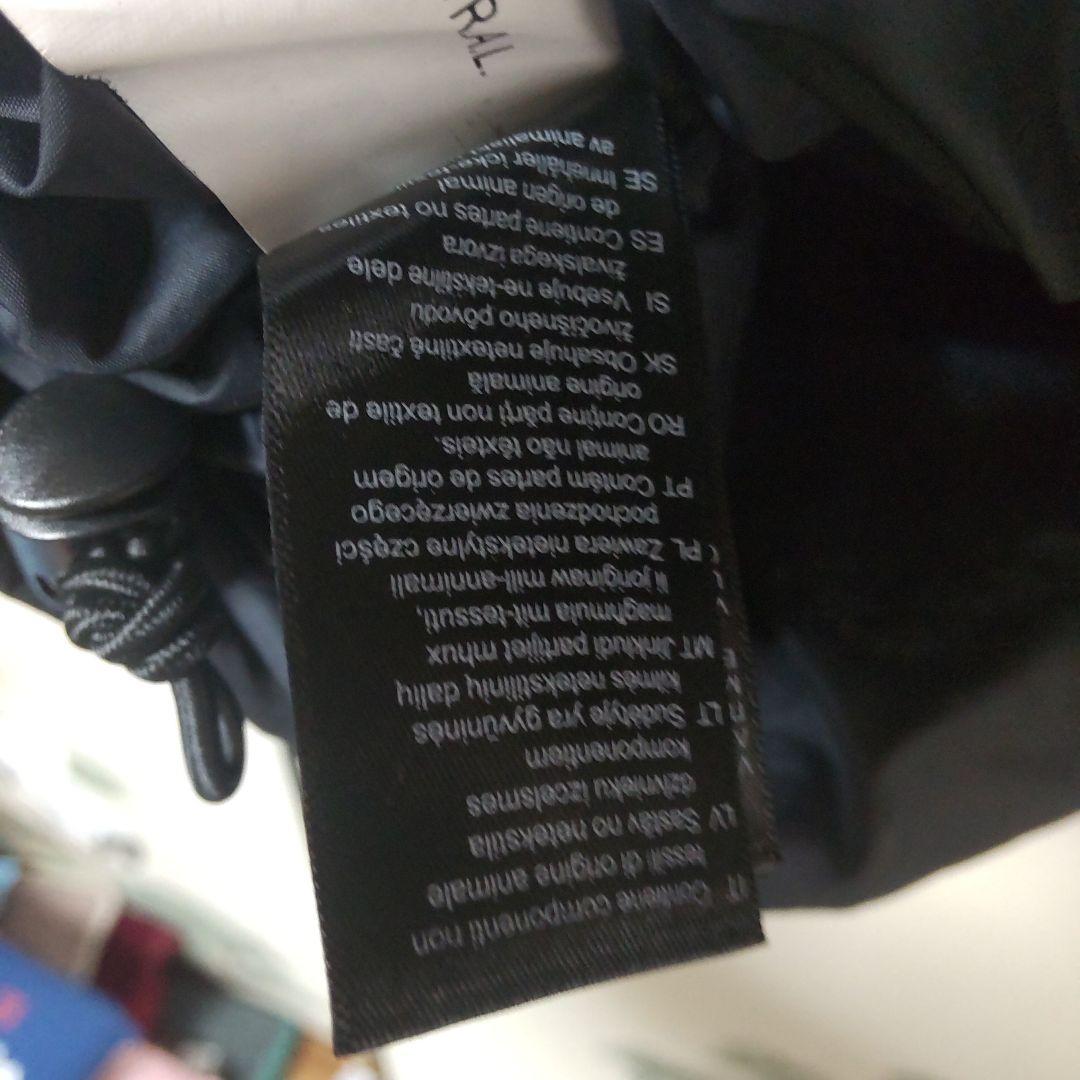 RAL.
IT Contiene componenti non
tessili di origine animale
LV Sastāv no netekstila
dzīvnieku izcelsmes
komponentiem
LT Sudėtyje yra gyvūninės
kilmės netekstilinių dalių
MT Jinkludi partijiet mhux
magħmula mit-tessuti,
li joriġinaw mill-annimali
PL Zawiera nietekstylne części
pochodzenia zwierzęcego
PT Contém partes de origem
animal não têxteis.
RO Conține părți non textile de
origine animală
SK Obsahuje netextilné časti
živočíšneho pôvodu
SI Vsebuje ne-tekstilne dele
živalskega izvora
ES Contiene partes no textiles
de origen animal
SE Innehåller icke
av